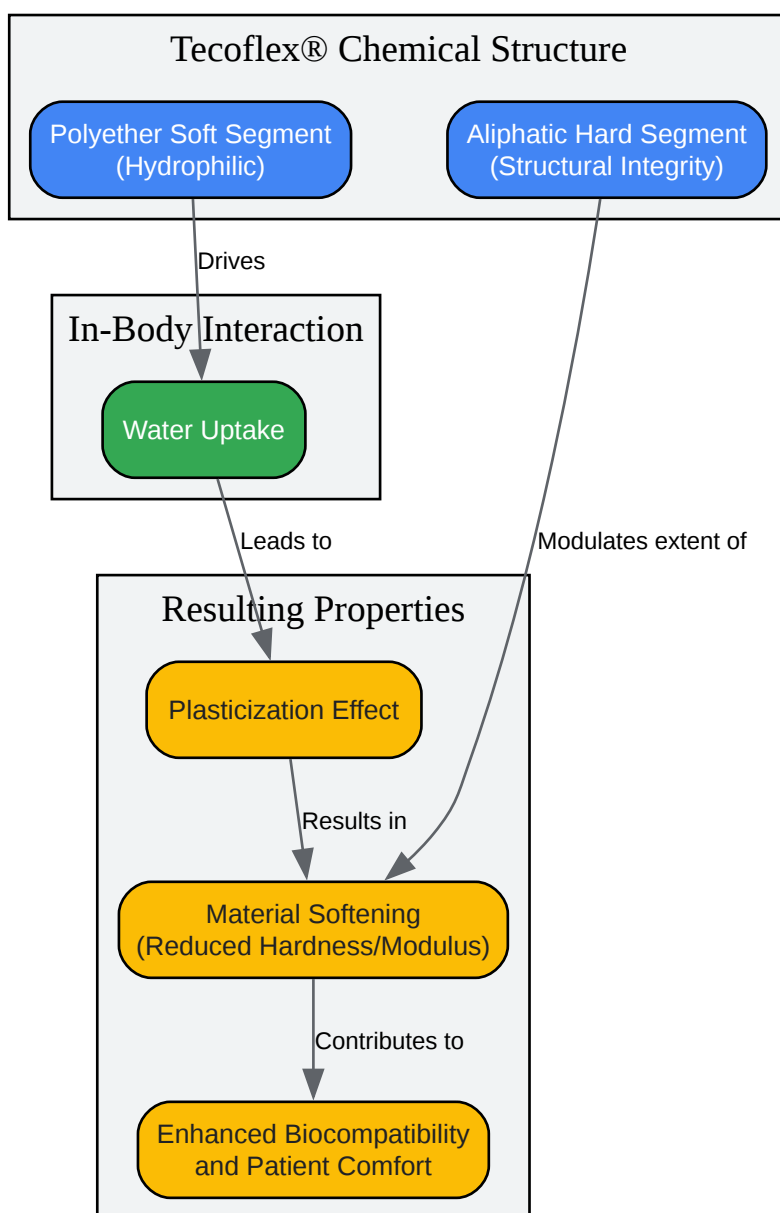 Tecoflex® Chemical Structure
Polyether Soft Segment
(Hydrophilic)
Aliphatic Hard Segment
(Structural Integrity)
Drives
In-Body Interaction
Water Uptake
Leads to
Modulates extent of
Resulting Properties
Plasticization Effect
Results in
Material Softening
(Reduced Hardness/Modulus)
Contributes to
Enhanced Biocompatibility
and Patient Comfort